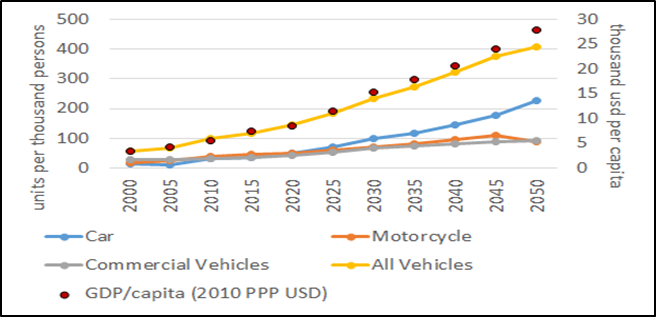 500
400
300
200
100
0
units per thousand persons
30
25
20
15
10
5
0
thousand usd per capita
2000 2005 2010 2015 2020 2025 2030 2035 2040 2045 2050
Car Motorcycle
Commercial Vehicles All Vehicles
GDP/capita (2010 PPP USD)